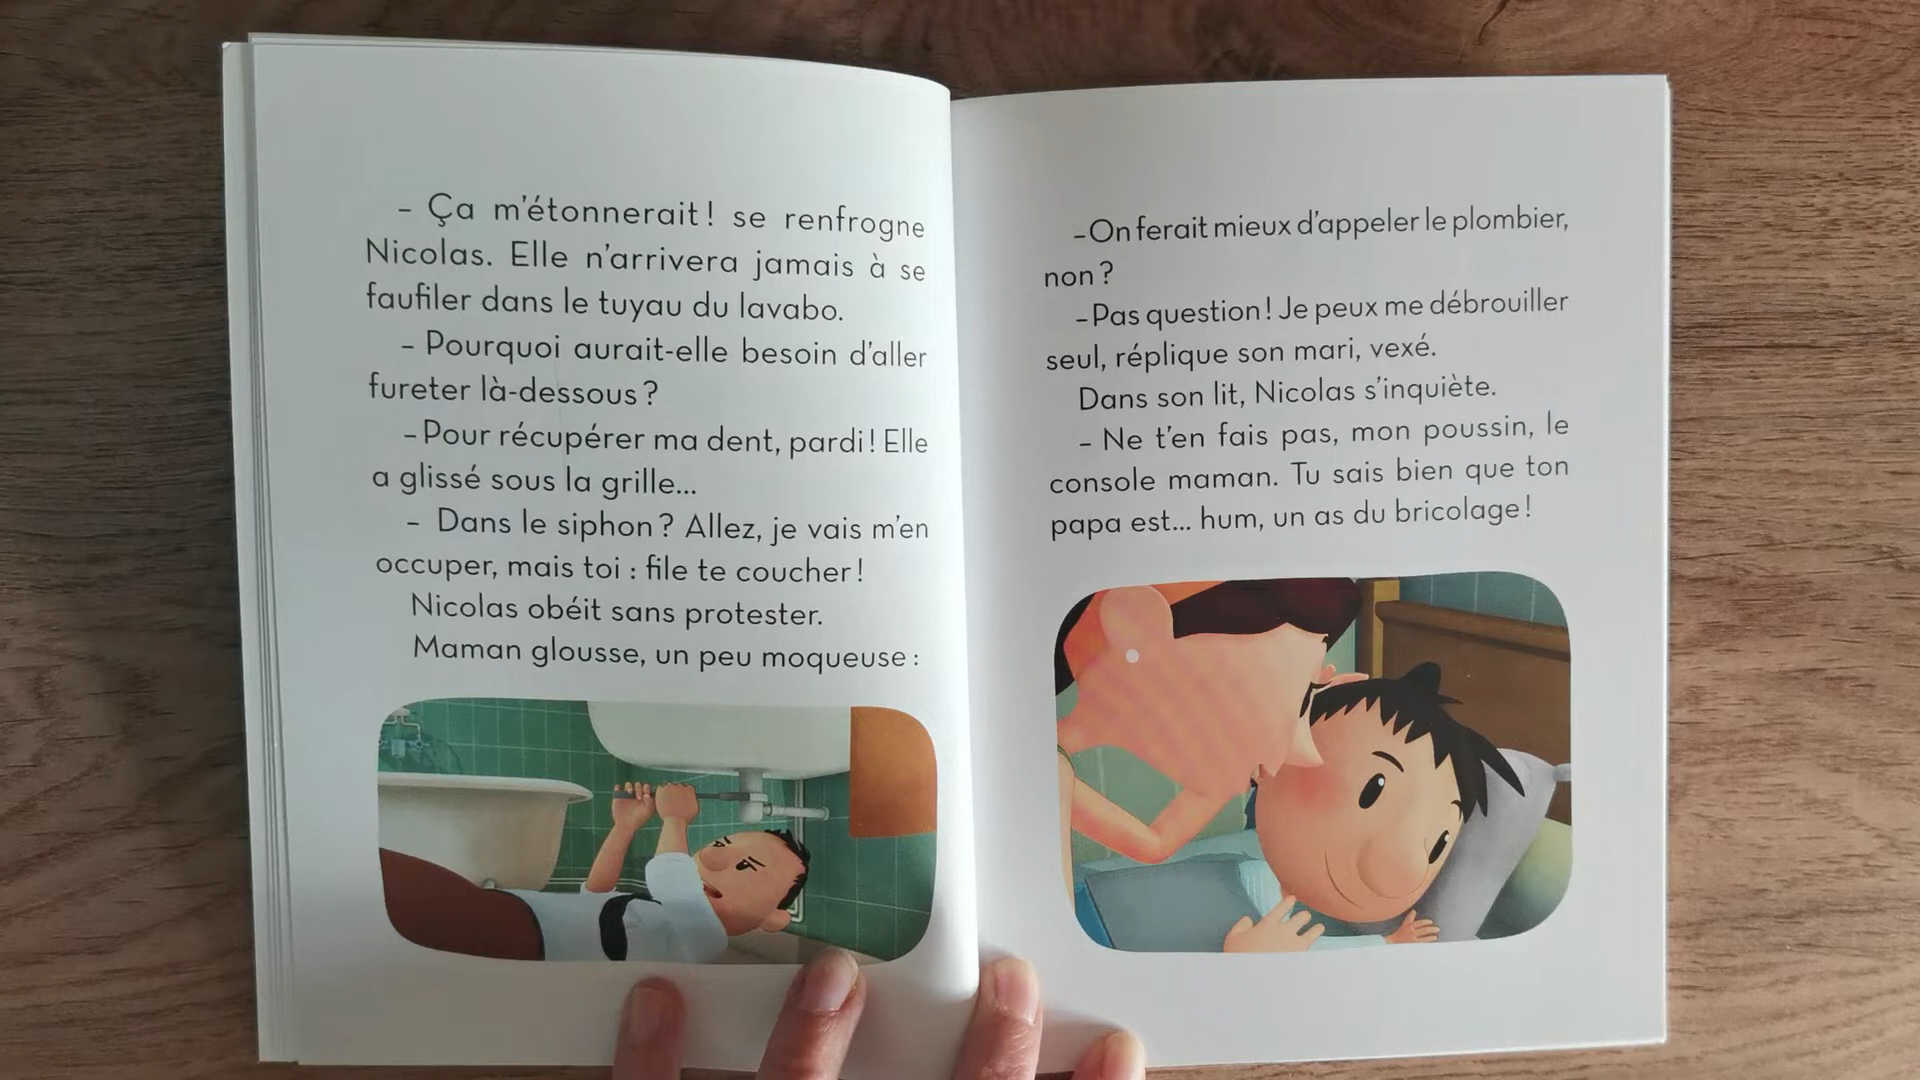 – Ça m'étonnerait ! se renfrogne
Nicolas. Elle n'arrivera jamais à se
faufiler dans le tuyau du lavabo.
– Pourquoi aurait-elle besoin d'aller
fureter là-dessous ?
– Pour récupérer ma dent, pardi ! Elle
a glissé sous la grille...
– Dans le siphon ? Allez, je vais m'en
occuper, mais toi : file te coucher !
Nicolas obéit sans protester.
Maman glousse, un peu moqueuse :
– On ferait mieux d'appeler le plombier,
non ?
– Pas question ! Je peux me débrouiller
seul, réplique son mari, vexé.
Dans son lit, Nicolas s'inquiète.
– Ne t'en fais pas, mon poussin, le
console maman. Tu sais bien que ton
papa est... hum, un as du bricolage !